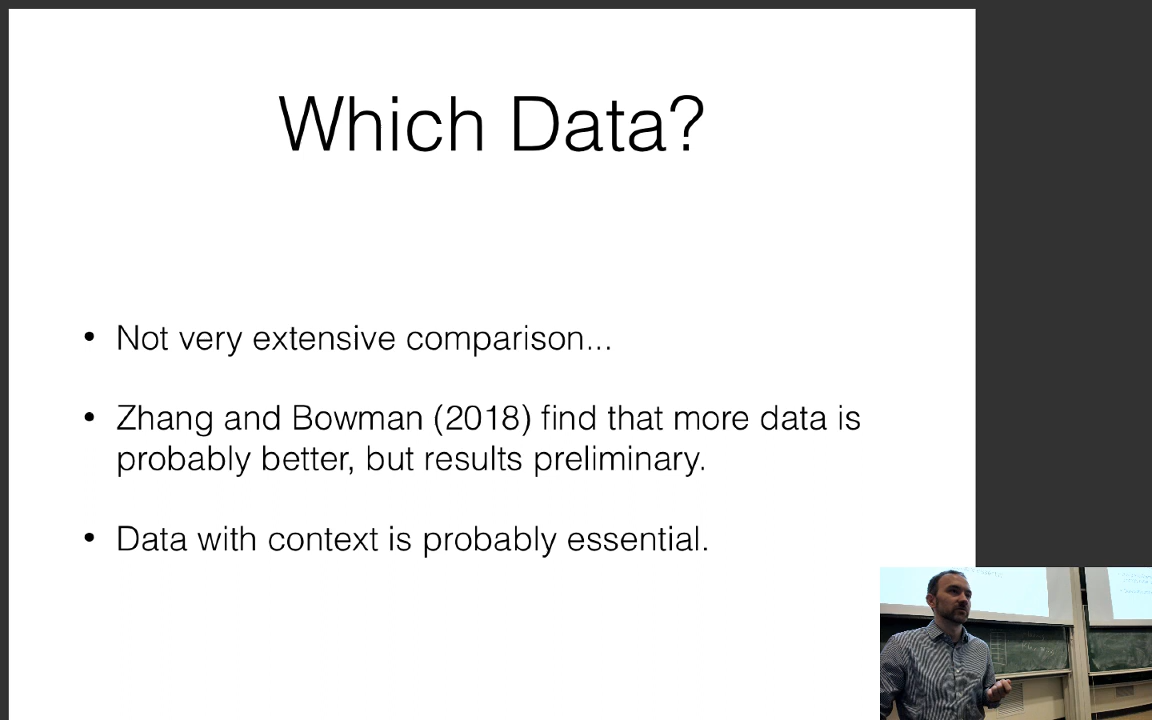 Which Data?
• Not very extensive comparison...
• Zhang and Bowman (2018) find that more data is
probably better, but results preliminary.
• Data with context is probably essential.